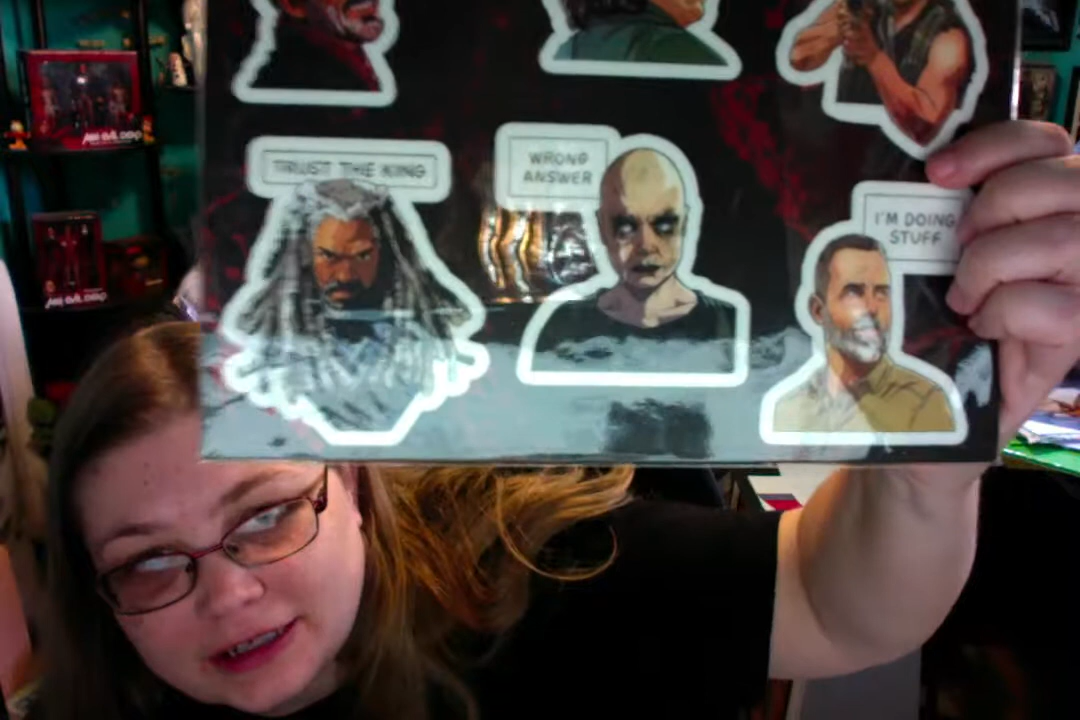 TRUST THE KING
WRONG
ANSWER
I'M DOING
STUFF